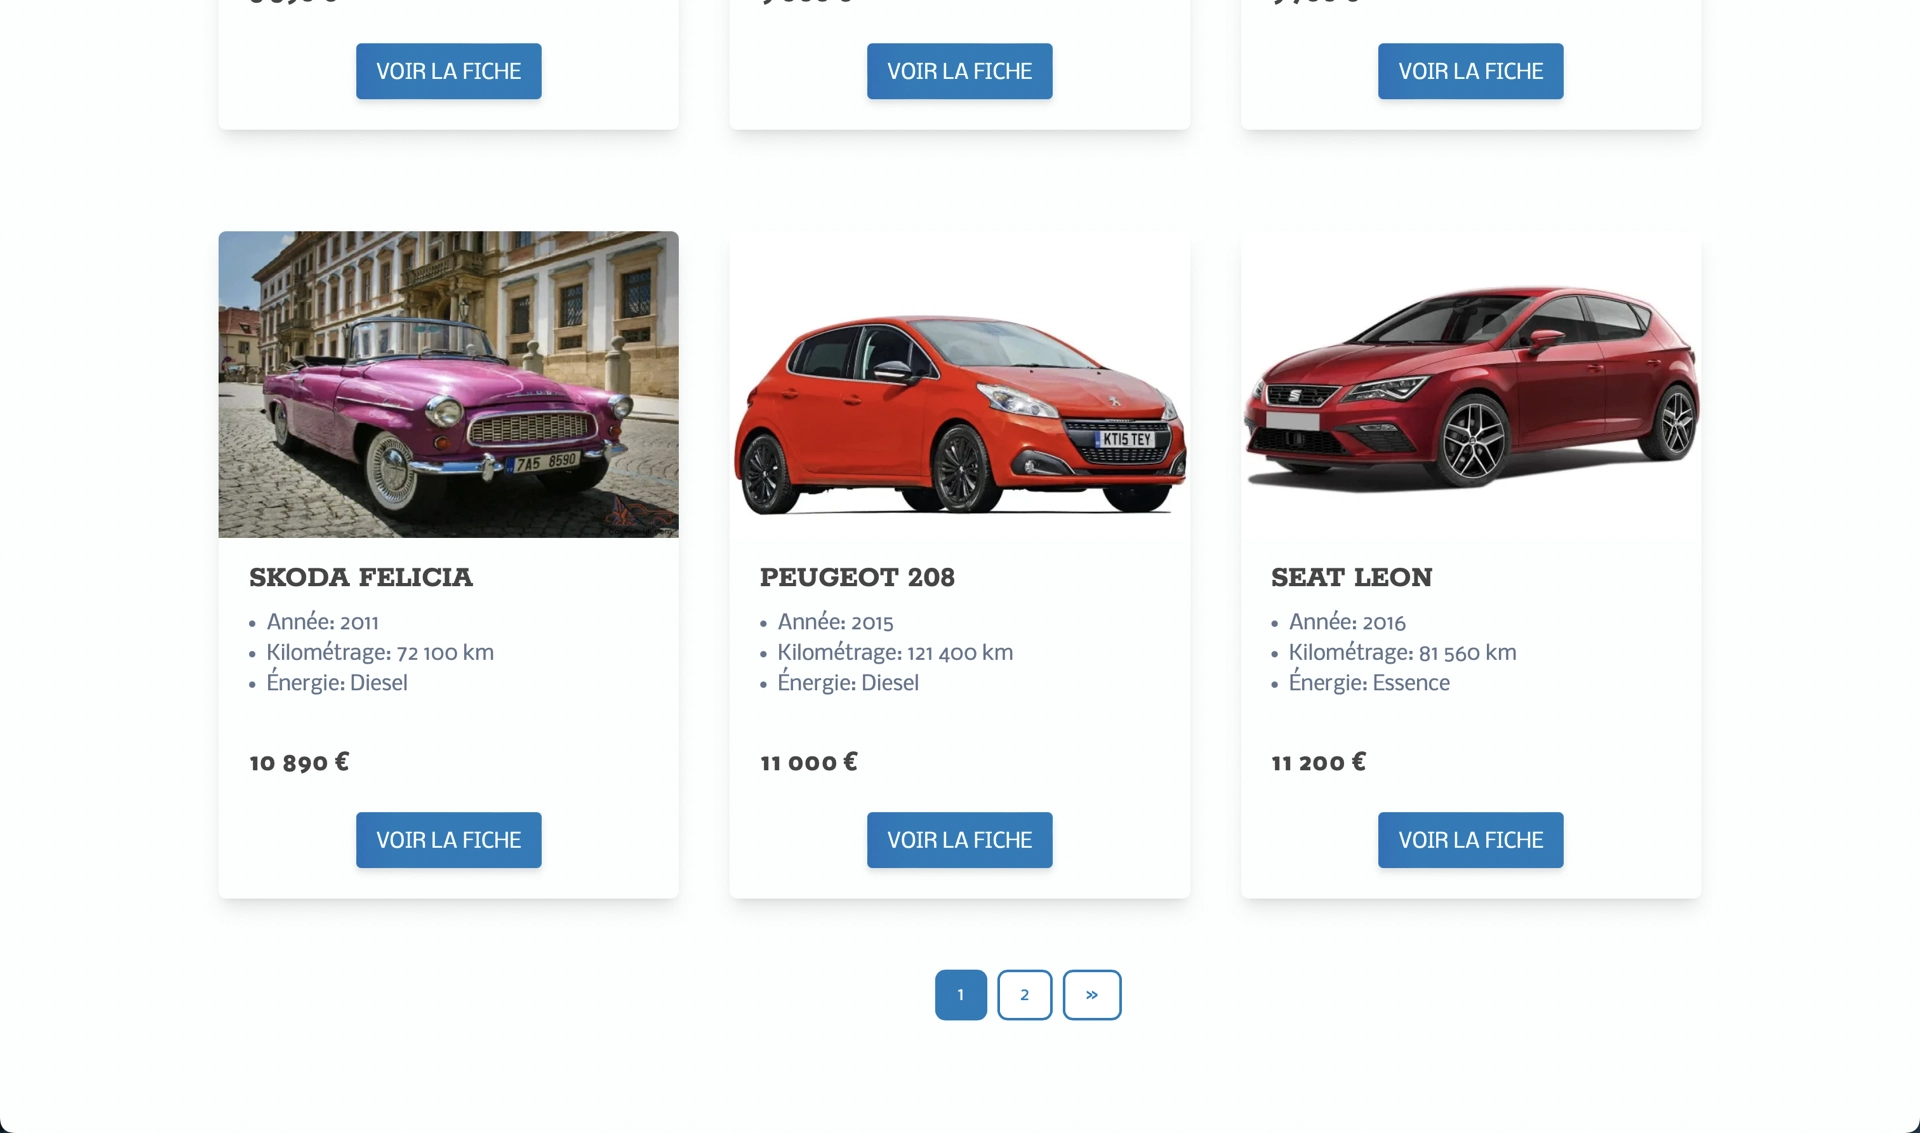 VOIR LA FICHE
VOIR LA FICHE
VOIR LA FICHE
7A5 8590
KT15 TEY
SKODA FELICIA
• Année: 2011
• Kilométrage: 72 100 km
• Énergie: Diesel
10 890 €
VOIR LA FICHE
PEUGEOT 208
• Année: 2015
• Kilométrage: 121 400 km
• Énergie: Diesel
11 000 €
VOIR LA FICHE
SEAT LEON
• Année: 2016
• Kilométrage: 81 560 km
• Énergie: Essence
11 200 €
VOIR LA FICHE
1 2 »